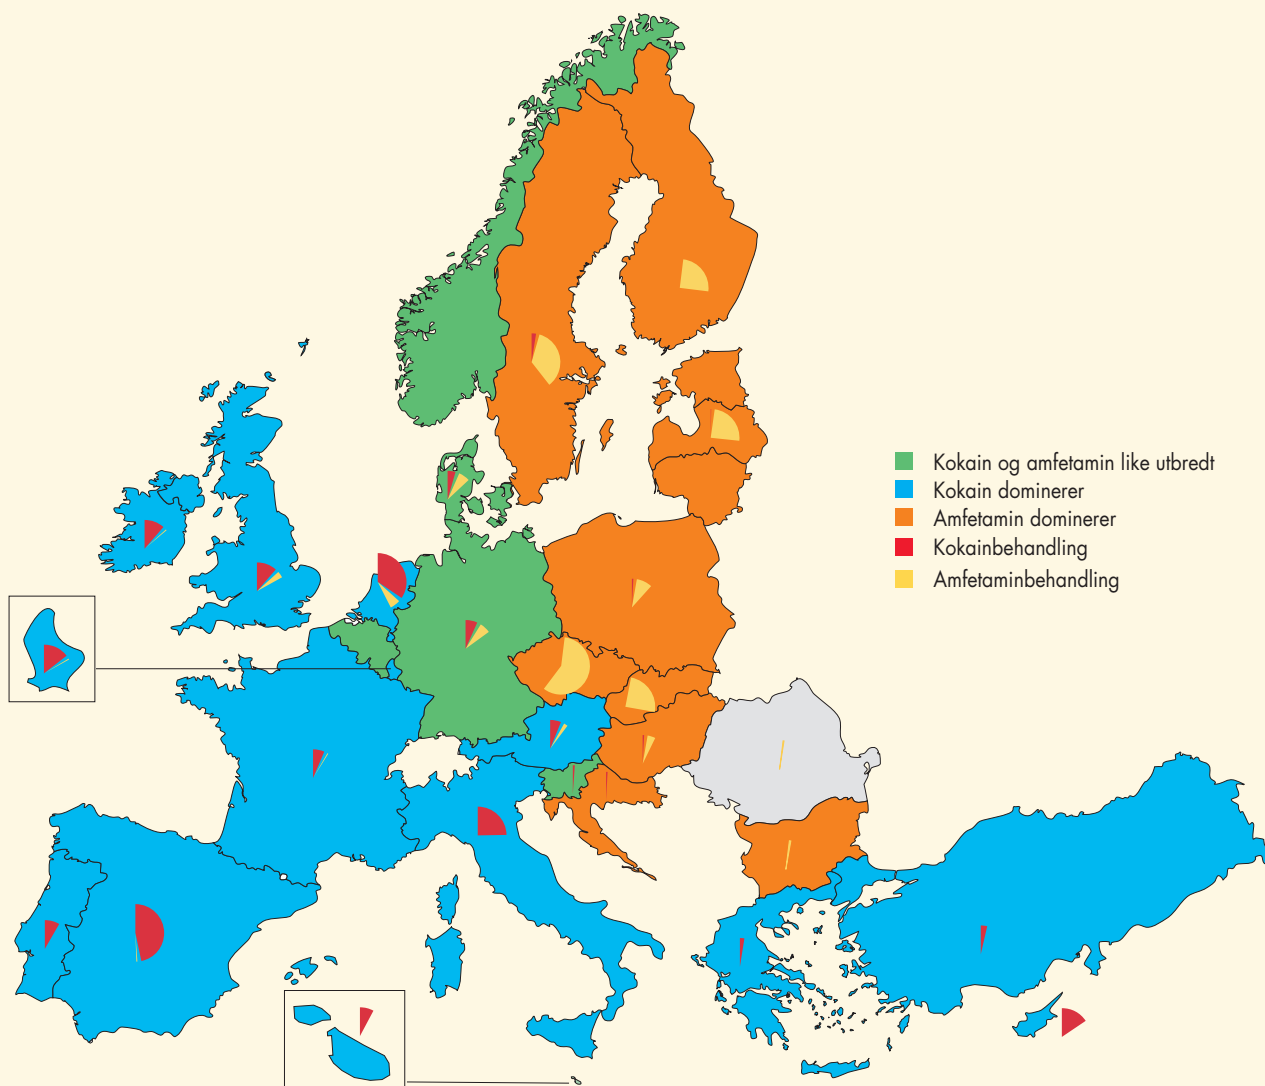 Kokain og amfetamin like utbredt
Kokain dominerer
Amfetamin dominerer
Kokainbehandling
Amfetaminbehandling